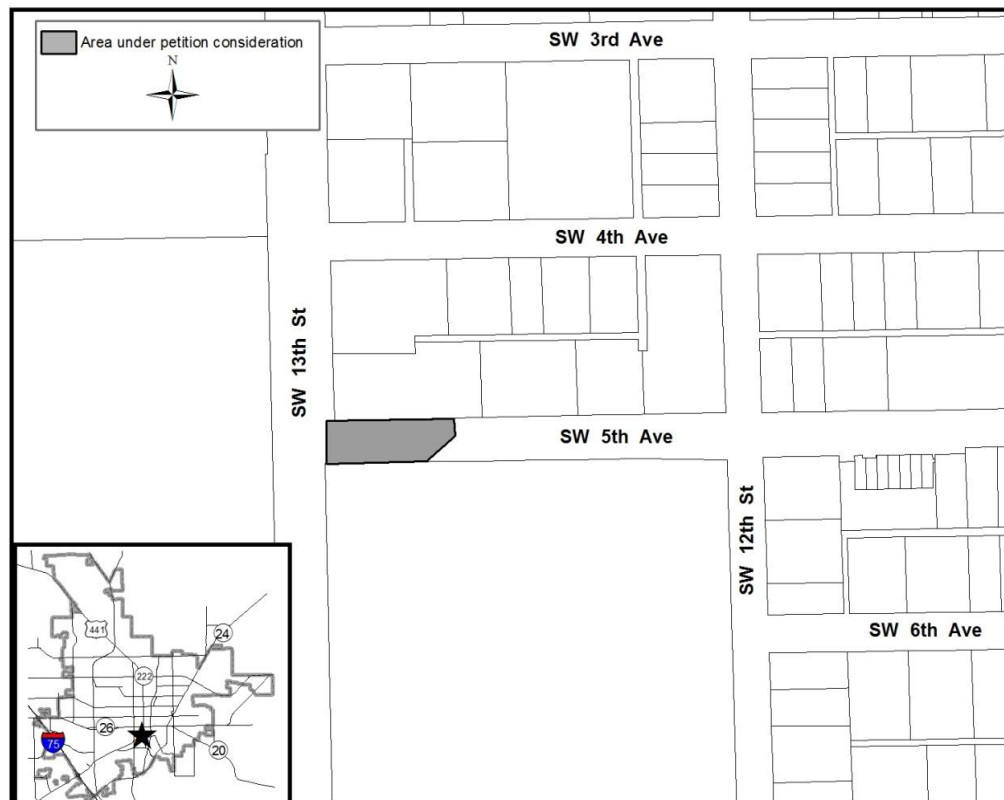 Area under petition consideration
N
SW 3rd Ave
SW 4th Ave
SW 13th St
SW 5th Ave
SW 12th St
SW 6th Ave
441
24
222
26
75
20